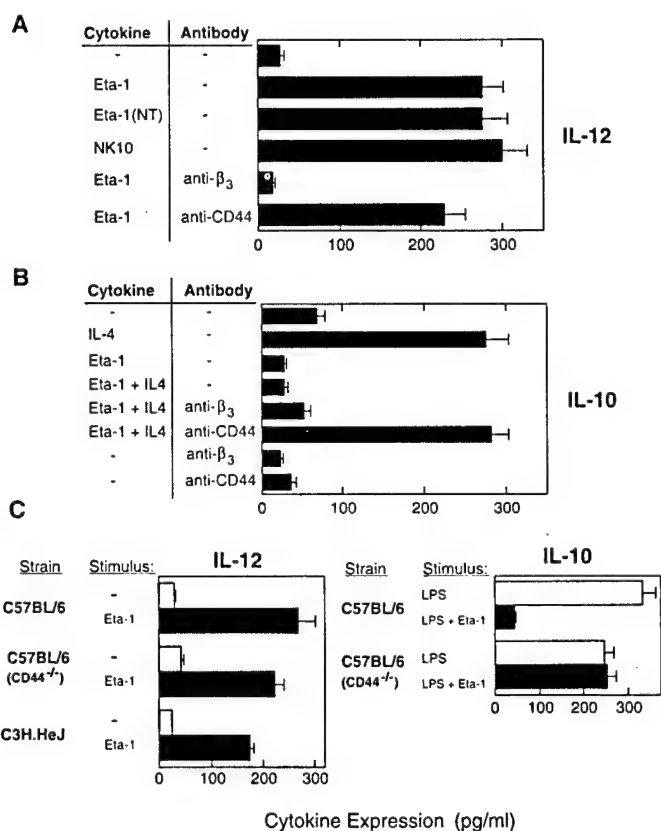 A
Cytokine Antibody
- -
Eta-1 -
Eta-1(NT) -
NK10 -
Eta-1 anti-β3
Eta-1 anti-CD44
IL-12
0 100 200 300
B
Cytokine Antibody
- -
IL-4 -
Eta-1 -
Eta-1 + IL4 -
Eta-1 + IL4 anti-β3
Eta-1 + IL4 anti-CD44
- anti-β3
- anti-CD44
IL-10
0 100 200 300
C
IL-12
Strain Stimulus:
C57BL/6 -
Eta-1
C57BL/6 -
(CD44-/-) Eta-1
C3H.HeJ -
Eta-1
0 100 200 300
IL-10
Strain Stimulus:
C57BL/6 LPS
LPS + Eta-1
C57BL/6 LPS
(CD44-/-) LPS + Eta-1
0 100 200 300
Cytokine Expression (pg/ml)